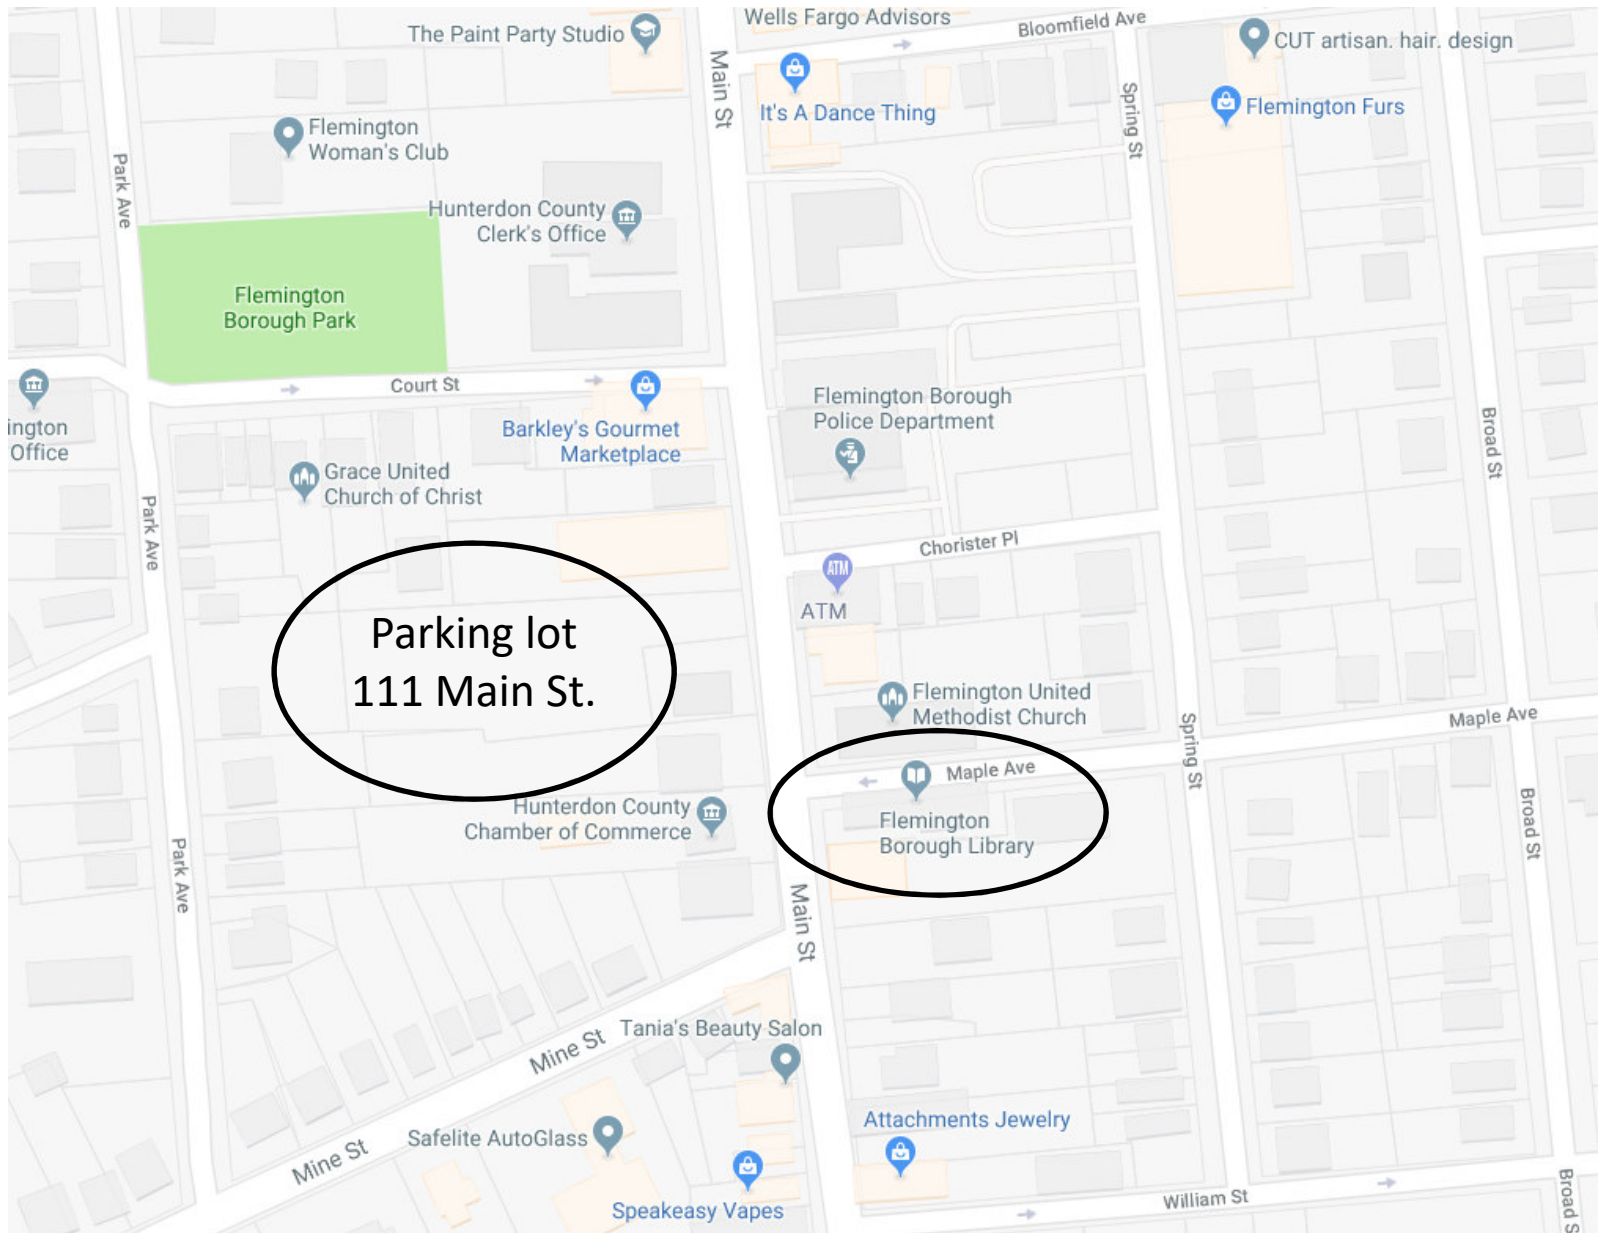 Wells Fargo Advisors
Bloomfield Ave
The Paint Party Studio
CUT artisan. hair. design
Main St
It's A Dance Thing
Spring St
Flemington Furs
Flemington
Woman's Club
Park Ave
Hunterdon County
Clerk's Office
Flemington
Borough Park
Court St
ington
Office
Barkley's Gourmet
Marketplace
Flemington Borough
Police Department
Broad St
Grace United
Church of Christ
Park Ave
Chorister Pl
ATM
ATM
Parking lot
111 Main St.
Flemington United
Methodist Church
Maple Ave
Spring St
Maple Ave
Hunterdon County
Chamber of Commerce
Flemington
Borough Library
Broad St
Park Ave
Main St
Mine St
Tania's Beauty Salon
Attachments Jewelry
Safelite AutoGlass
Mine St
Speakeasy Vapes
William St
Broad S